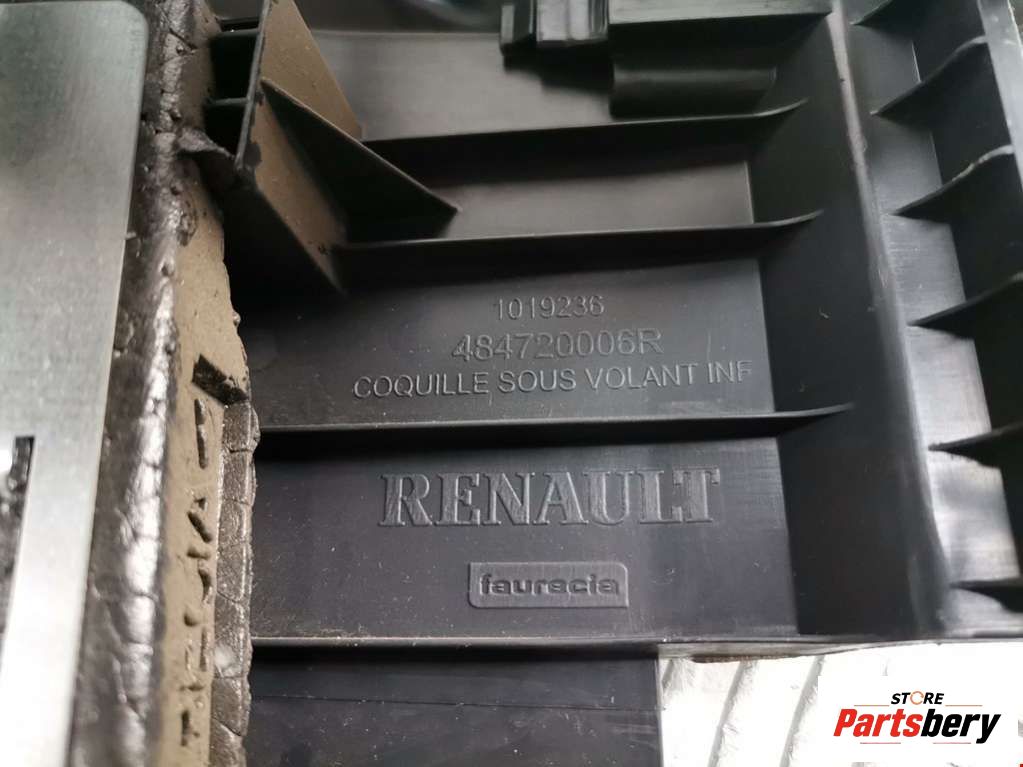 1019236
484720006R
COQUILLE SOUS VOLANT INF
RENAULT
faurecia
STORE
Partsbery